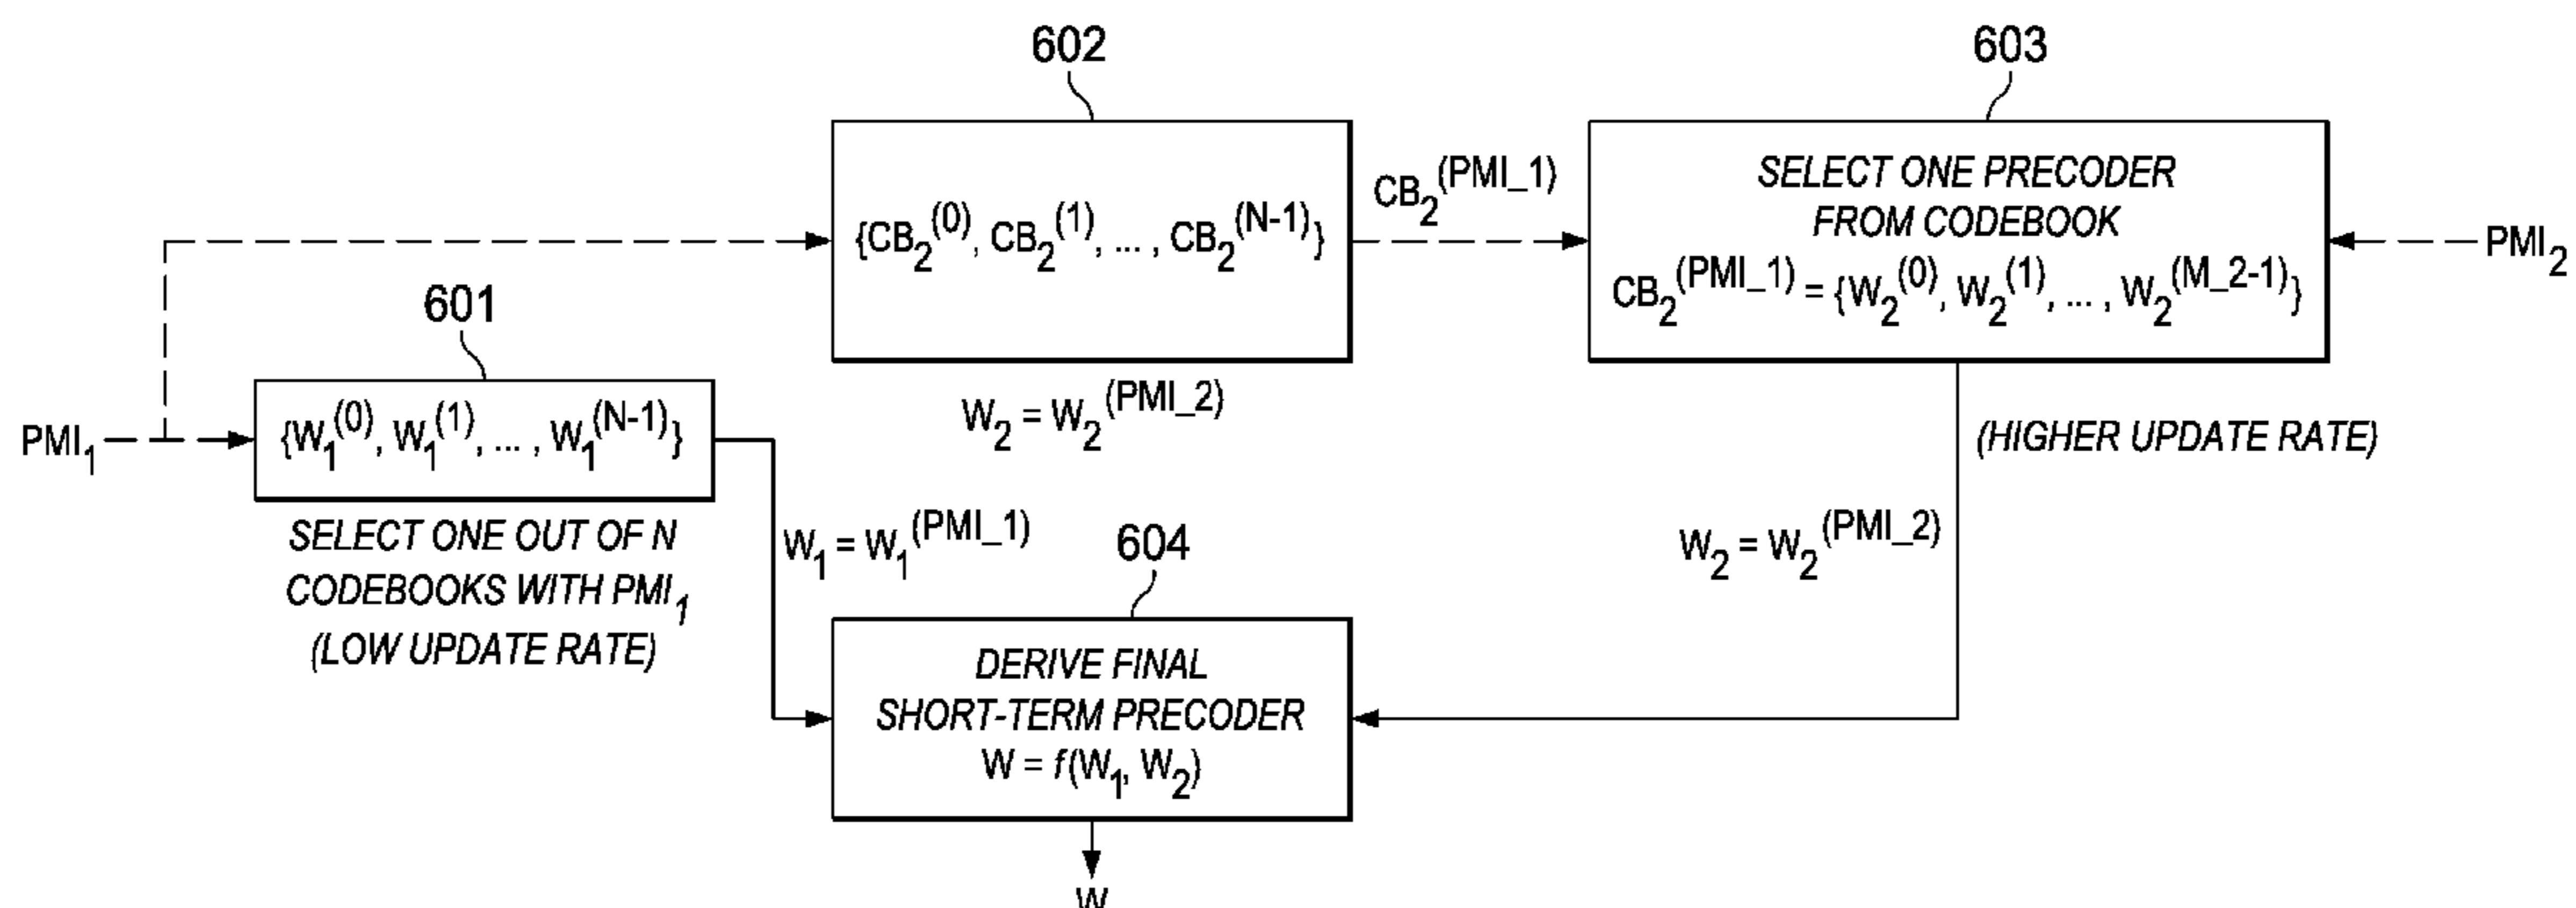 602
603
{CB₂⁽⁰⁾, CB₂⁽¹⁾, ... , CB₂⁽ᴺ⁻¹⁾}
CB₂^(PMI_1)
SELECT ONE PRECODER
FROM CODEBOOK
CB₂^(PMI_1) = {W₂^(0), W₂^(1), ... , W₂^(M_2-1)}
PMI₂
601
PMI₁
{W₁⁽⁰⁾, W₁⁽¹⁾, ... , W₁⁽ᴺ⁻¹⁾}
W₂ = W₂^(PMI_2)
(HIGHER UPDATE RATE)
SELECT ONE OUT OF N
CODEBOOKS WITH PMI₁
(LOW UPDATE RATE)
W₁ = W₁^(PMI_1)
604
W₂ = W₂^(PMI_2)
DERIVE FINAL
SHORT-TERM PRECODER
W = f(W₁, W₂)
W